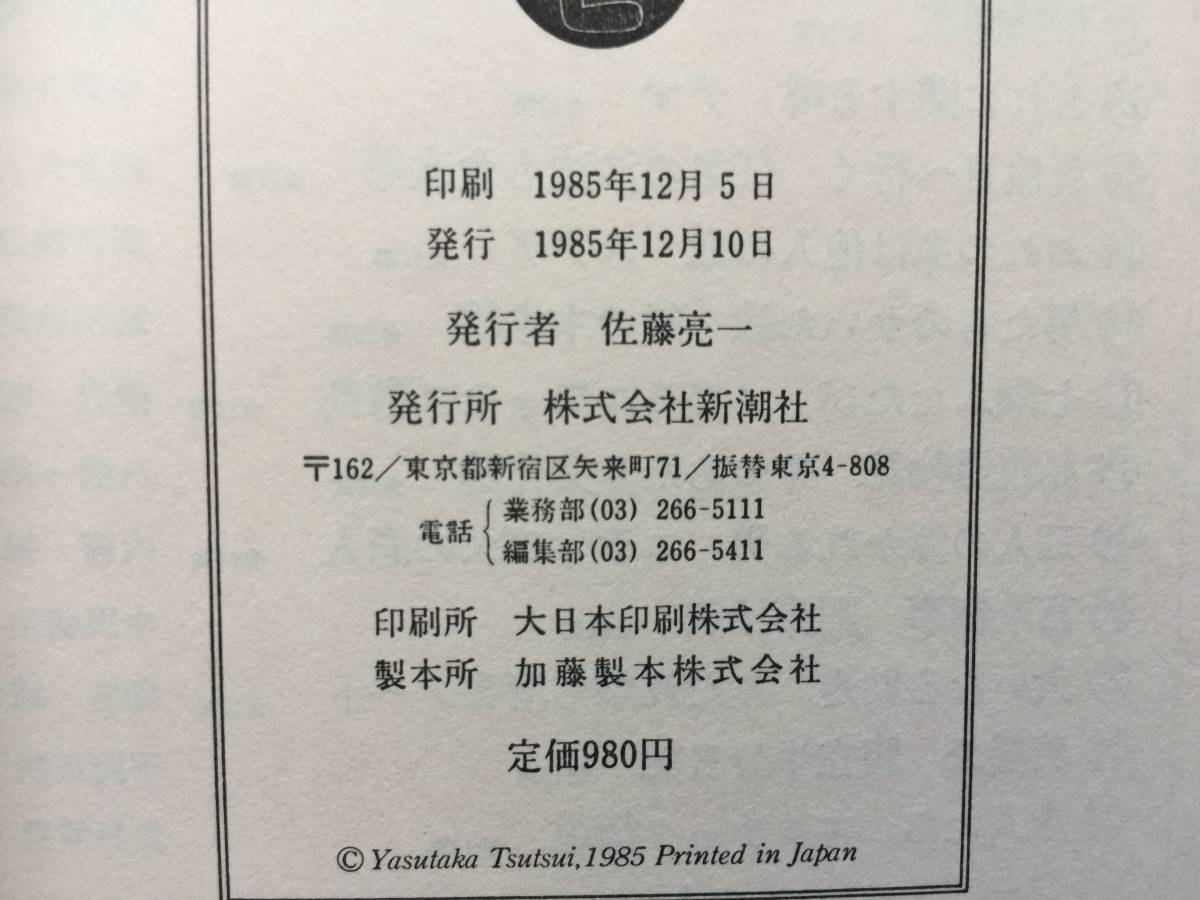 印刷 1985年12月5日
発行 1985年12月10日
発行者 佐藤亮一
発行所 株式会社新潮社
〒162/東京都新宿区矢来町71/振替東京4-808
電話 業務部(03) 266-5111
編集部(03) 266-5411
印刷所 大日本印刷株式会社
製本所 加藤製本株式会社
定価980円
© Yasutaka Tsutsui, 1985 Printed in Japan